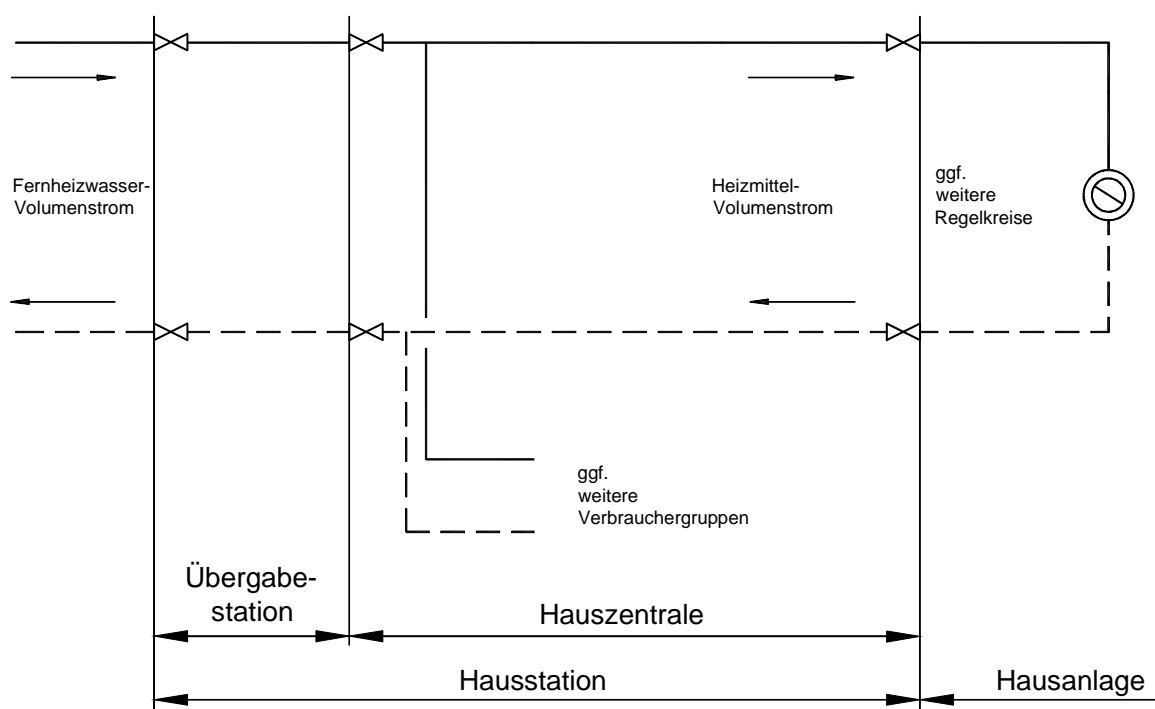 Fernheizwasser-
Volumenstrom
Heizmittel-
Volumenstrom
ggf.
weitere
Regelkreise
ggf.
weitere
Verbrauchergruppen
Übergabe-
station
Hauszentrale
Hausstation
Hausanlage